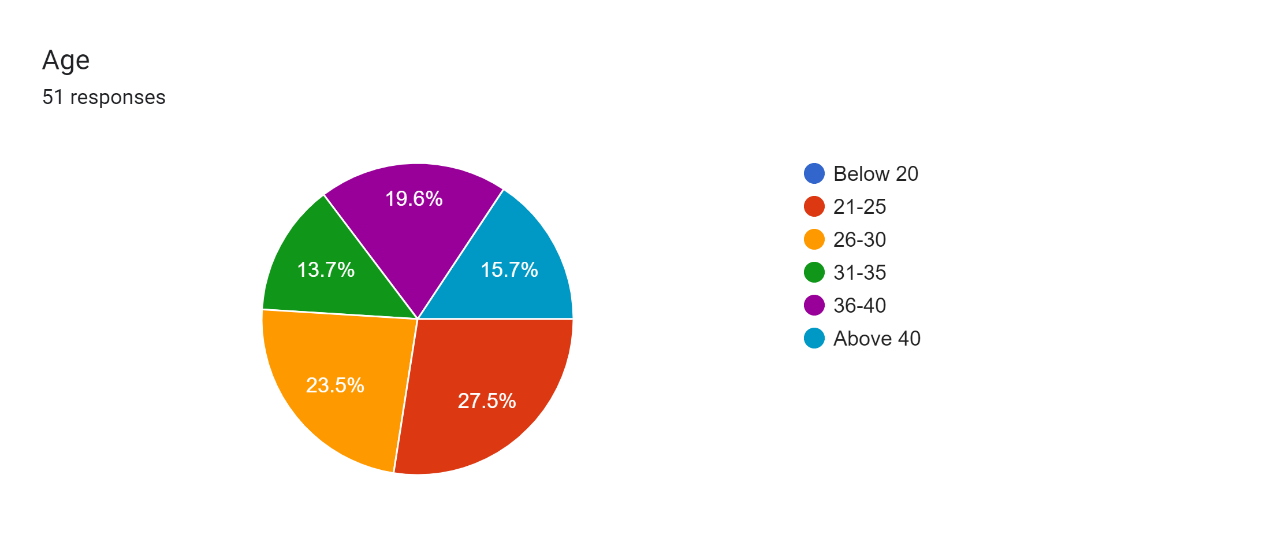 Age
51 responses
19.6%
13.7%
15.7%
23.5%
27.5%
Below 20
21-25
26-30
31-35
36-40
Above 40